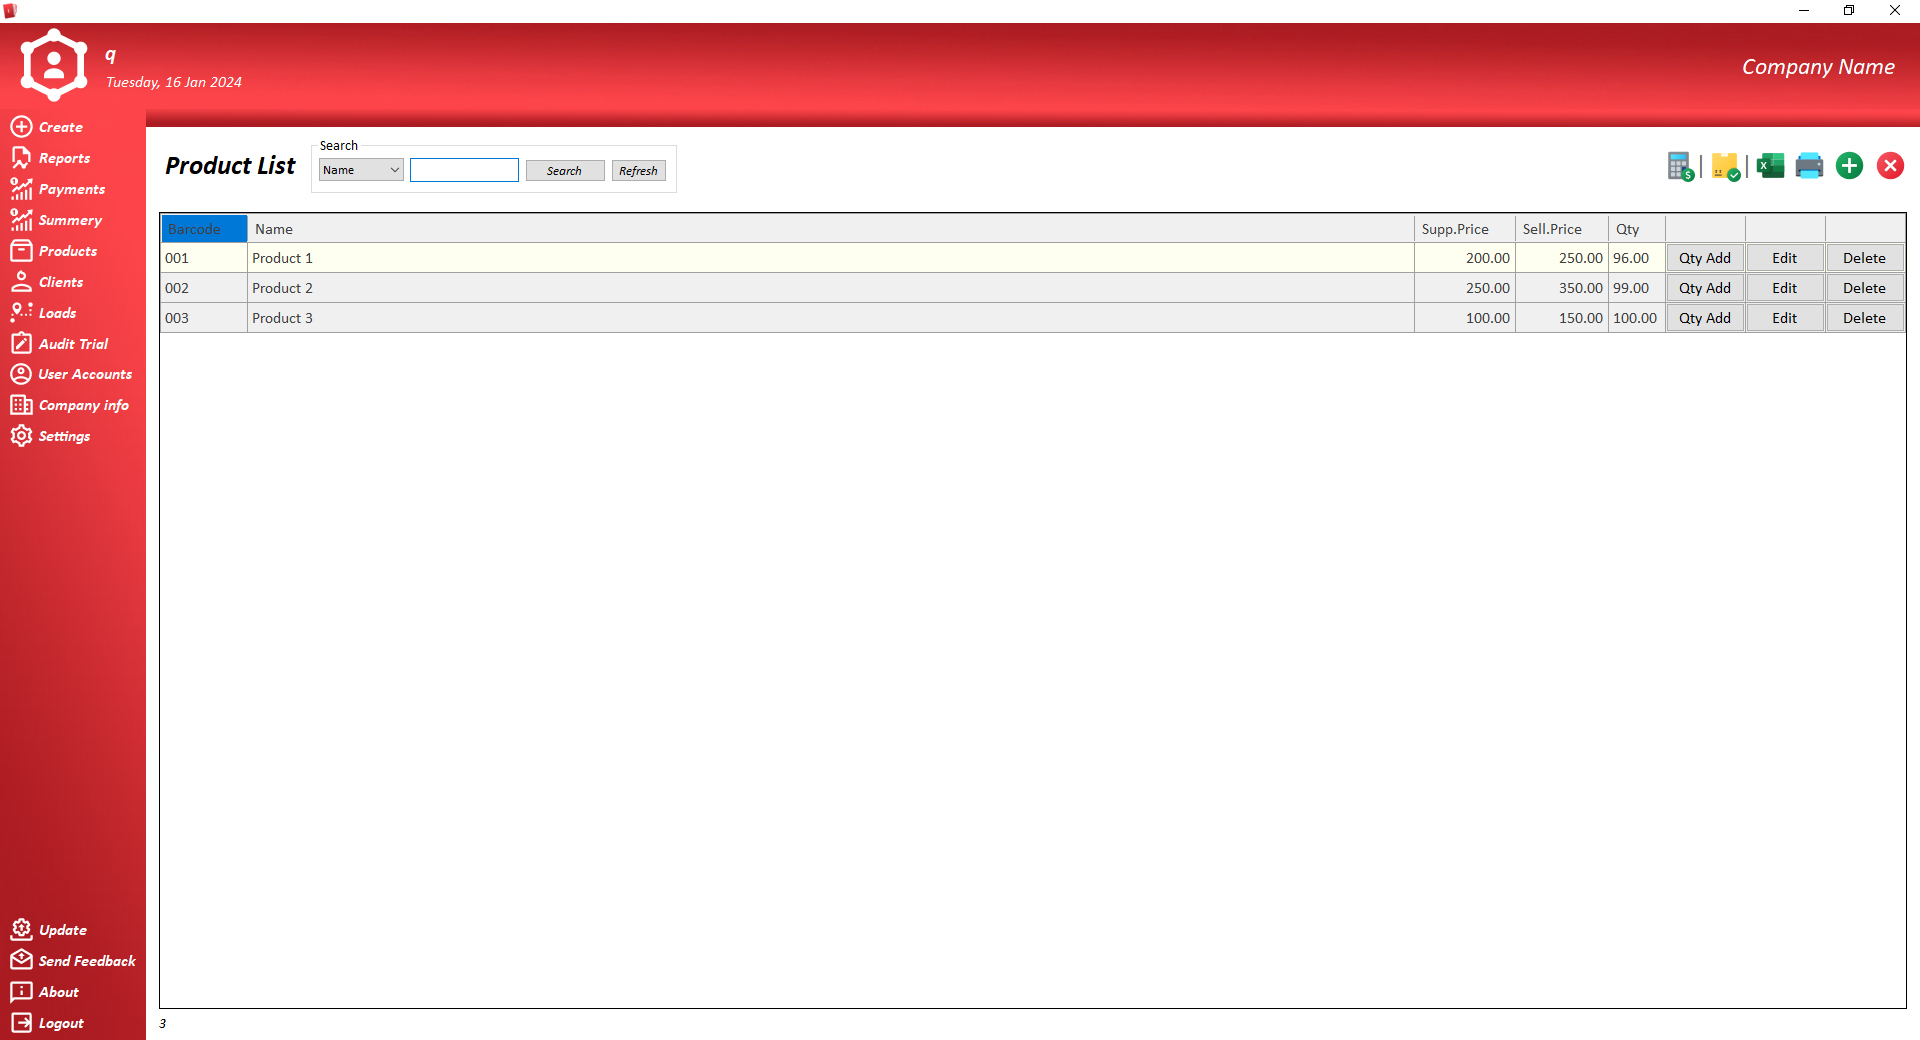 q
Tuesday, 16 Jan 2024
Company Name
Create
Reports
Payments
Summery
Products
Clients
Loads
Audit Trial
User Accounts
Company info
Settings
Update
Send Feedback
About
Logout
Product List
Search
Name
Search
Refresh
Barcode Name Supp.Price Sell.Price Qty
001 Product 1 200.00 250.00 96.00 Qty Add Edit Delete
002 Product 2 250.00 350.00 99.00 Qty Add Edit Delete
003 Product 3 100.00 150.00 100.00 Qty Add Edit Delete
3